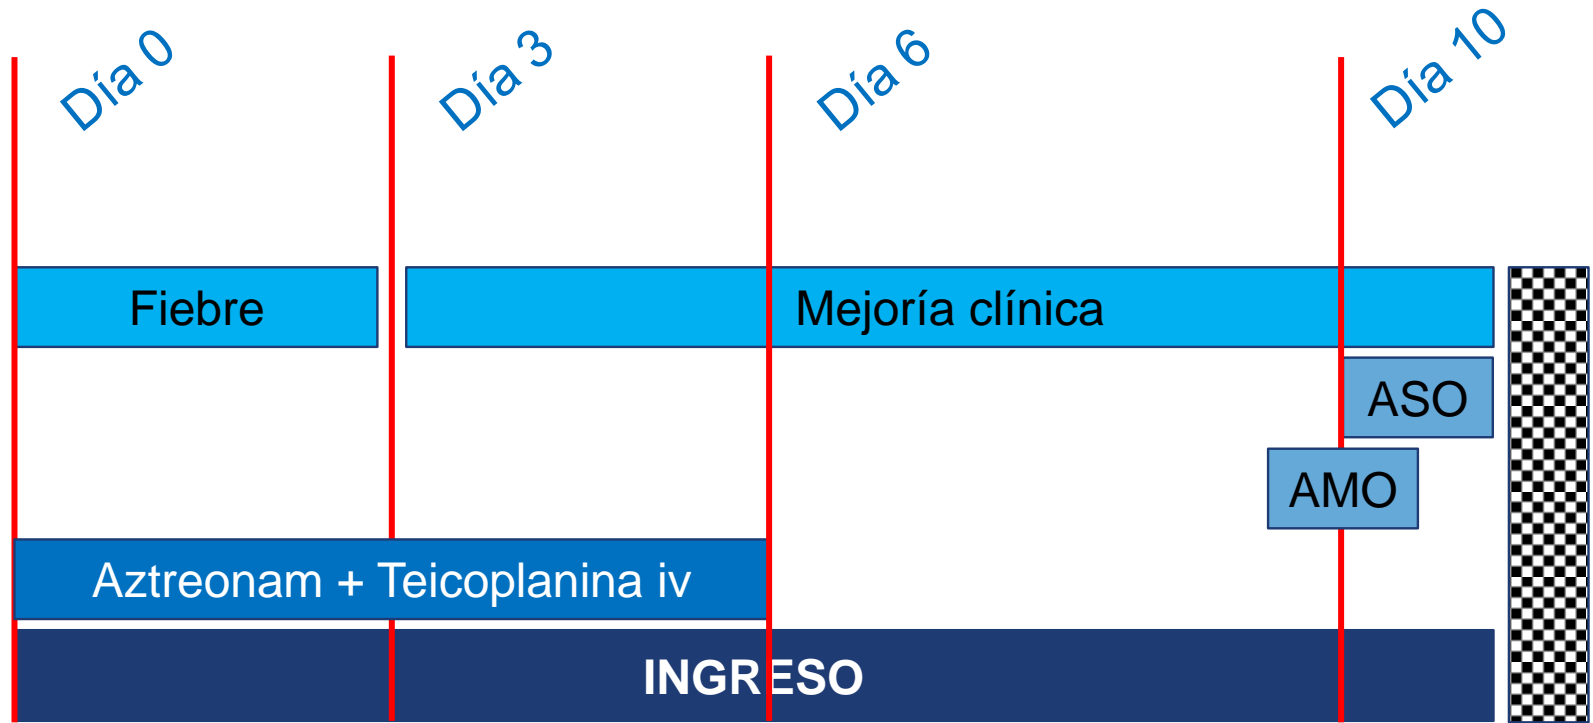 Día 0
Día 3
Día 6
Día 10
Fiebre
Mejoría clínica
ASO
AMO
Aztreonam + Teicoplanina iv
INGRESO